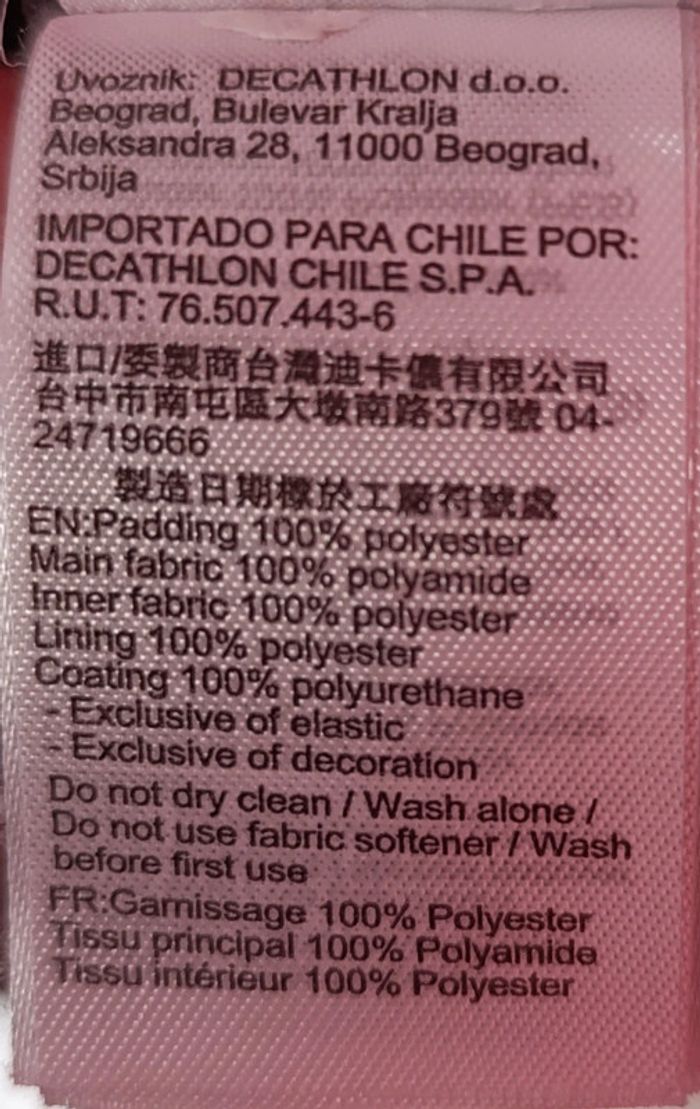 Uvoznik: DECATHLON d.o.o.
Beograd, Bulevar Kralja
Aleksandra 28, 11000 Beograd,
Srbija
IMPORTADO PARA CHILE POR:
DECATHLON CHILE S.P.A.
R.U.T: 76.507.443-6
進口/委製商台灣迪卡儂有限公司
台中市南屯區大墩南路379號 04-
24719666
製造日期標於工廠符號處
EN:Padding 100% polyester
Main fabric 100% polyamide
Inner fabric 100% polyester
Lining 100% polyester
Coating 100% polyurethane
- Exclusive of elastic
- Exclusive of decoration
Do not dry clean / Wash alone /
Do not use fabric softener / Wash
before first use
FR:Garnissage 100% Polyester
Tissu principal 100% Polyamide
Tissu intérieur 100% Polyester